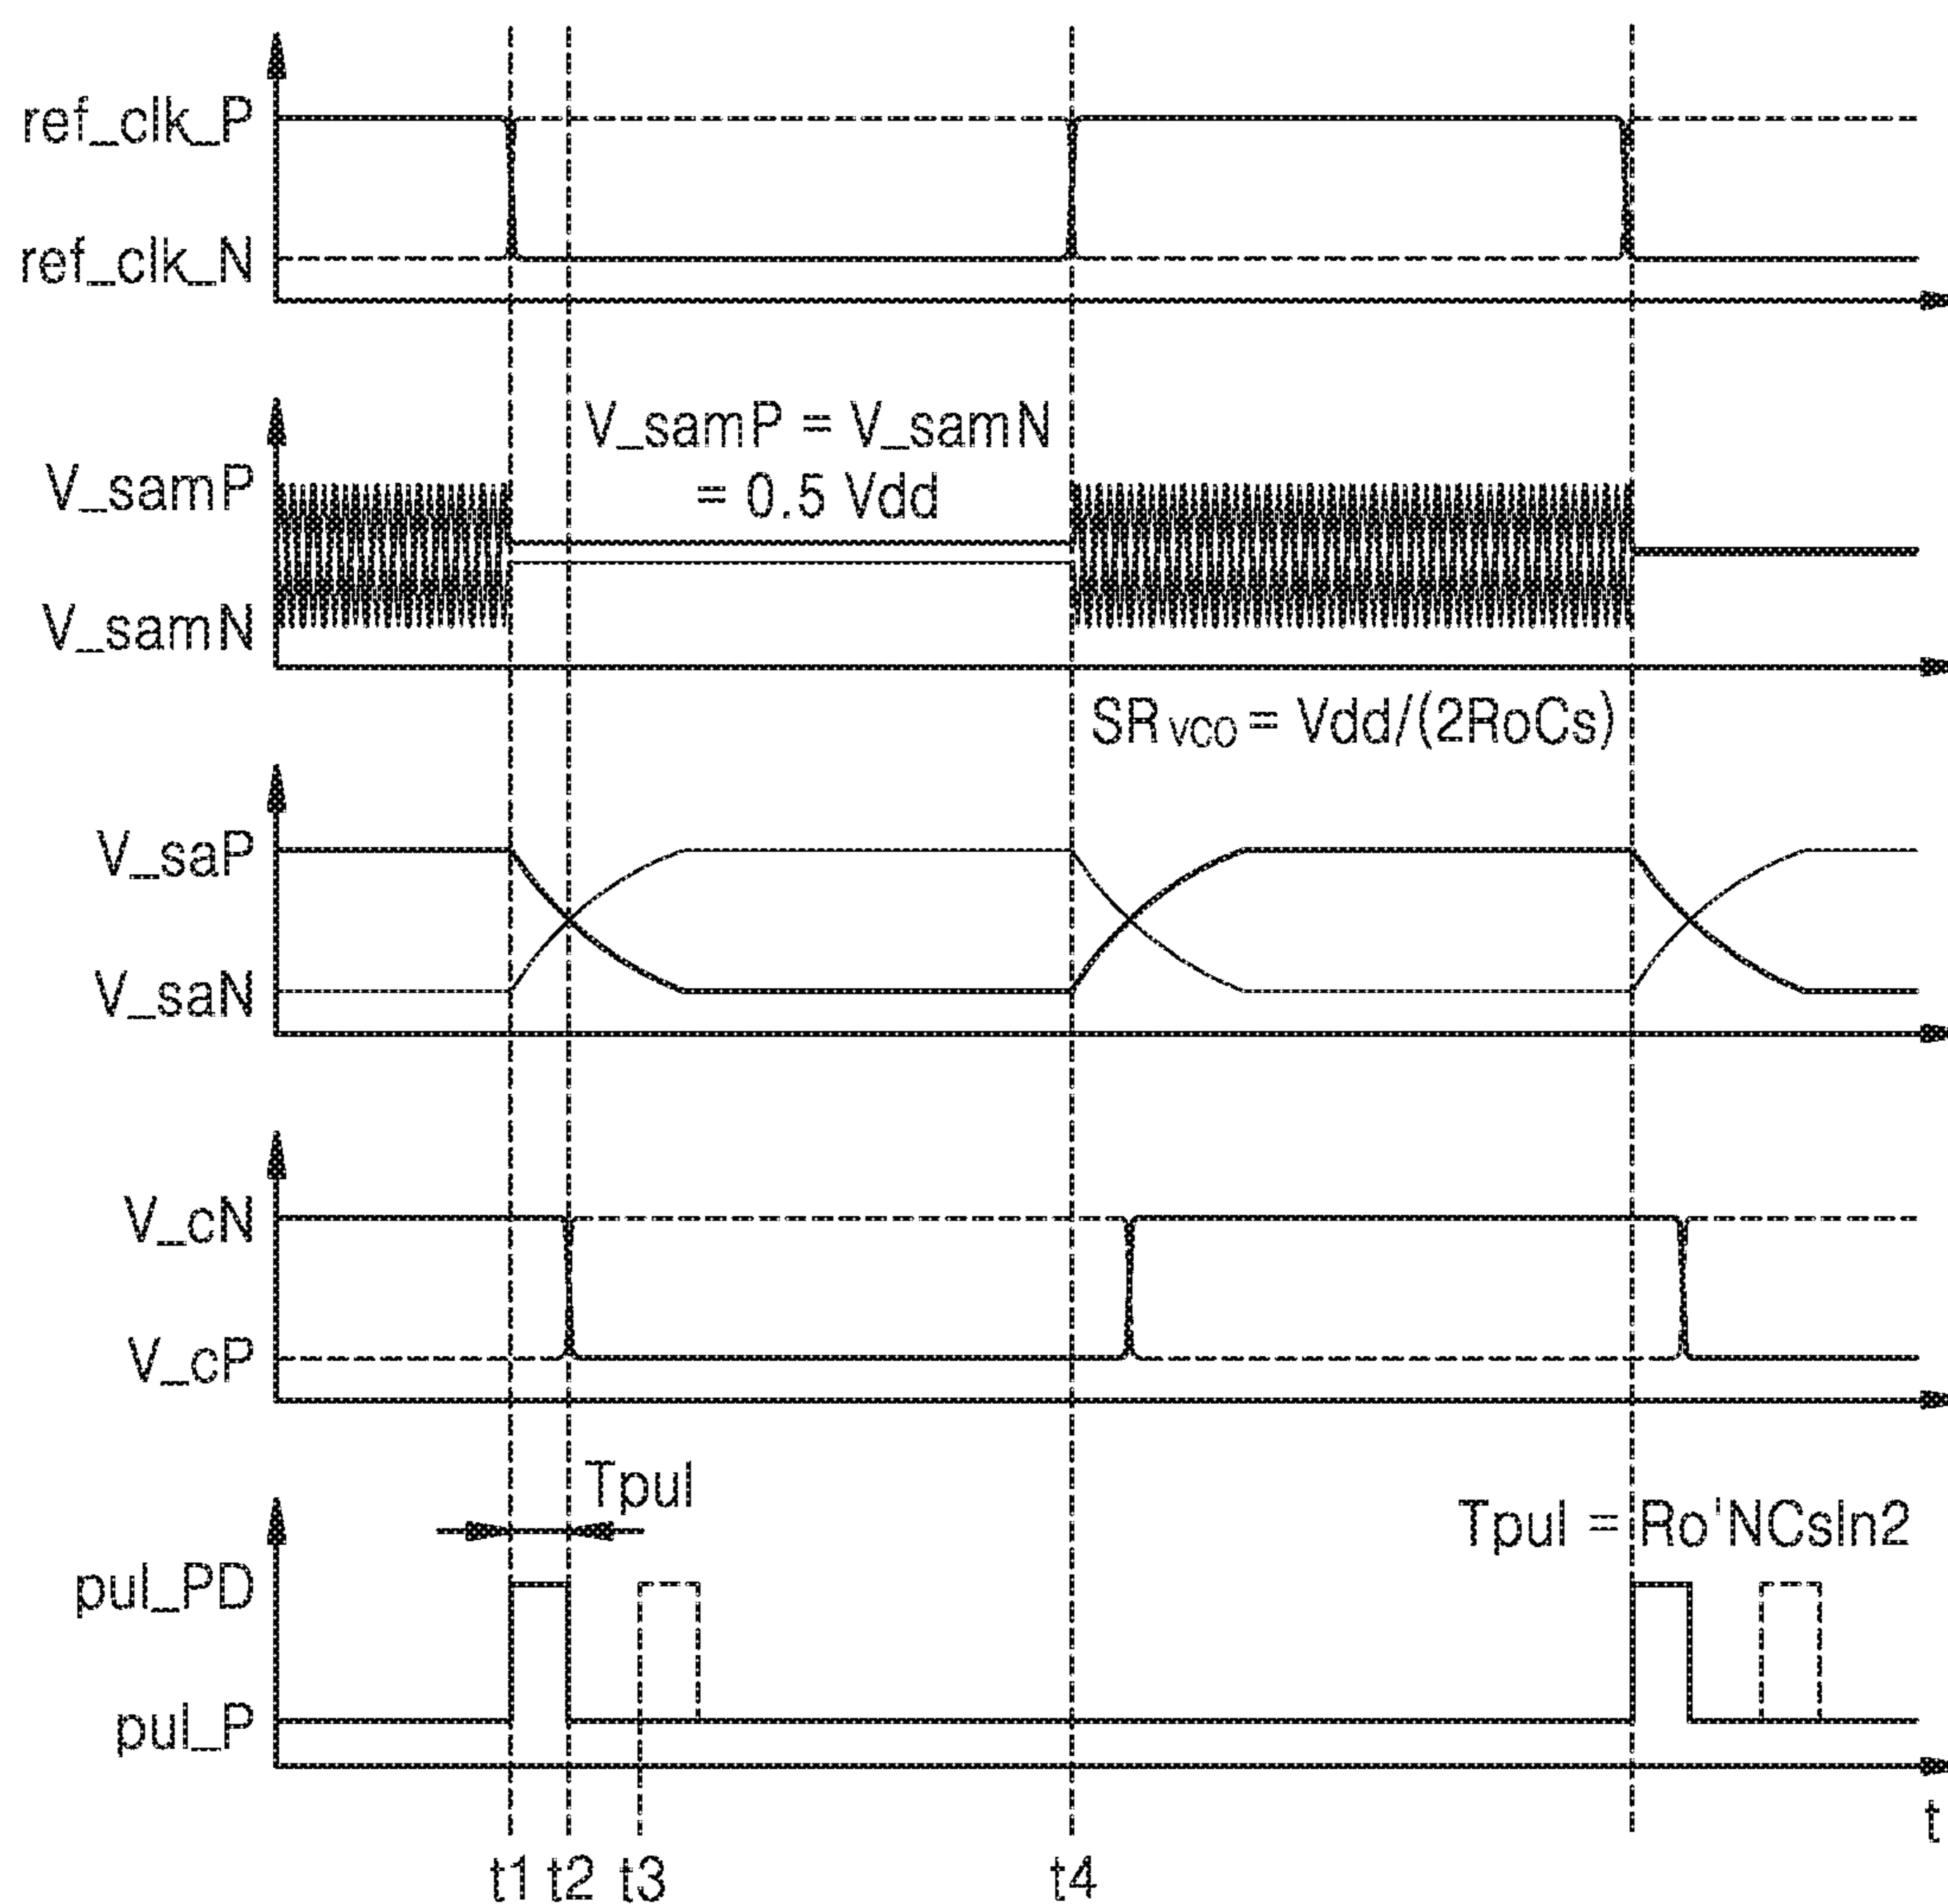 ref_clk_P
ref_clk_N
V_samP = V_samN
= 0.5 Vdd
V_samP
V_samN
SRVCO = Vdd/(2RoCs)
V_saP
V_saN
V_cN
V_cP
Tpul
Tpul = Ro'NCsln2
pul_PD
pul_P
t
t1 t2 t3 t4